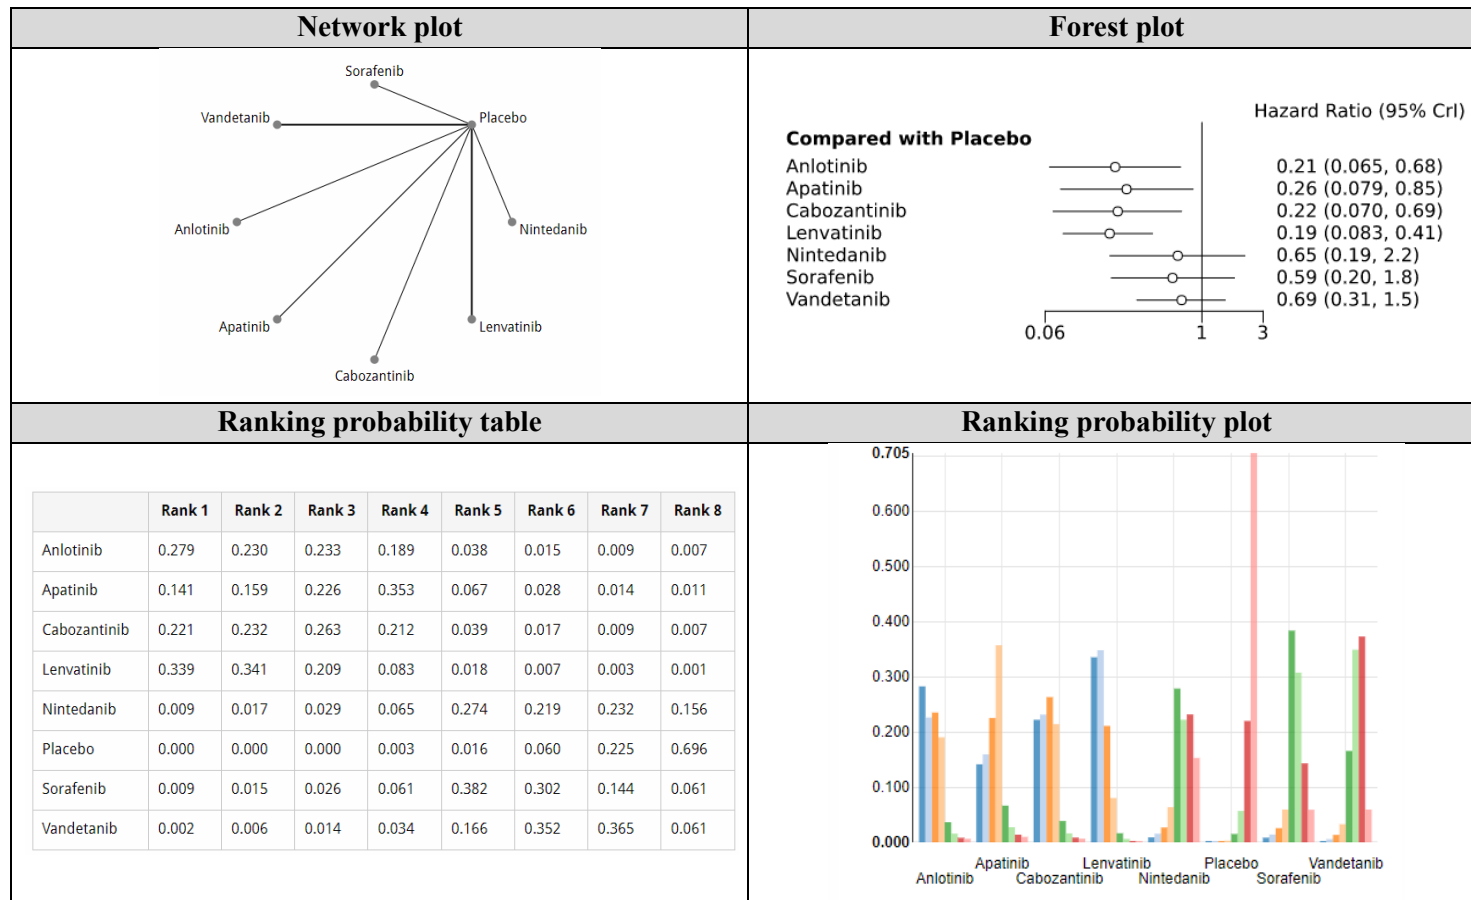 Network plot
Forest plot
Sorafenib
Vandetanib
Placebo
Anlotinib
Nintedanib
Apatinib
Lenvatinib
Cabozantinib
Hazard Ratio (95% CrI)
Compared with Placebo
Anlotinib 0.21 (0.065, 0.68)
Apatinib 0.26 (0.079, 0.85)
Cabozantinib 0.22 (0.070, 0.69)
Lenvatinib 0.19 (0.083, 0.41)
Nintedanib 0.65 (0.19, 2.2)
Sorafenib 0.59 (0.20, 1.8)
Vandetanib 0.69 (0.31, 1.5)
0.06 1 3
Ranking probability table
Ranking probability plot
Rank 1 Rank 2 Rank 3 Rank 4 Rank 5 Rank 6 Rank 7 Rank 8
Anlotinib 0.279 0.230 0.233 0.189 0.038 0.015 0.009 0.007
Apatinib 0.141 0.159 0.226 0.353 0.067 0.028 0.014 0.011
Cabozantinib 0.221 0.232 0.263 0.212 0.039 0.017 0.009 0.007
Lenvatinib 0.339 0.341 0.209 0.083 0.018 0.007 0.003 0.001
Nintedanib 0.009 0.017 0.029 0.065 0.274 0.219 0.232 0.156
Placebo 0.000 0.000 0.000 0.003 0.016 0.060 0.225 0.696
Sorafenib 0.009 0.015 0.026 0.061 0.382 0.302 0.144 0.061
Vandetanib 0.002 0.006 0.014 0.034 0.166 0.352 0.365 0.061
0.705
0.600
0.500
0.400
0.300
0.200
0.100
0.000
Apatinib Lenvatinib Placebo Vandetanib
Anlotinib Cabozantinib Nintedanib Sorafenib